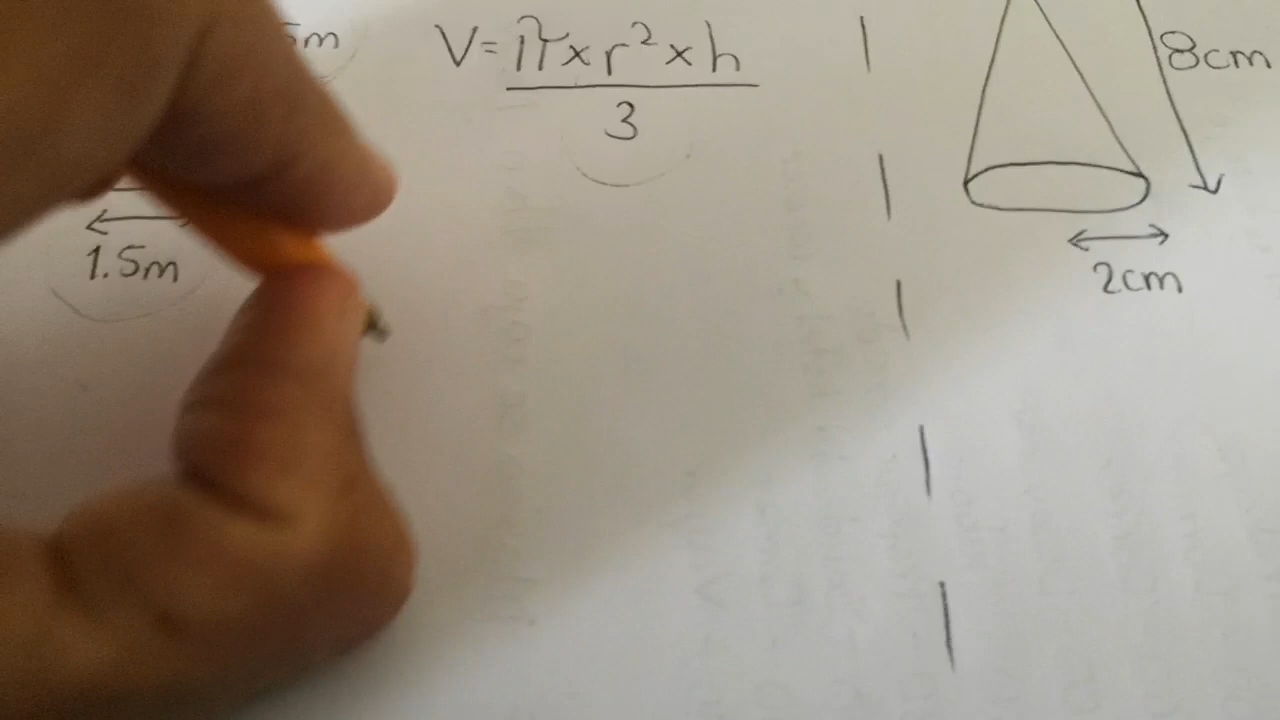 V = π x r² x h
3
1.5m
8cm
2cm